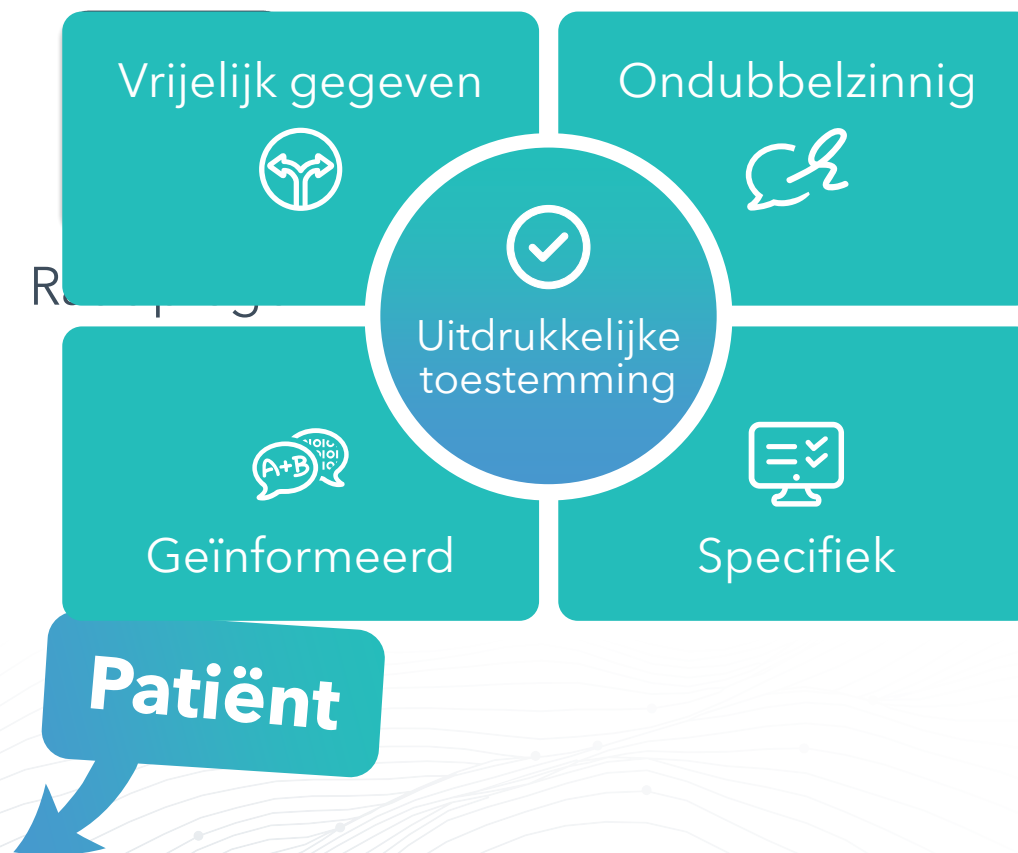 Vrijelijk gegeven
Ondubbelzinnig
Uitdrukkelijke
toestemming
A+B
Geïnformeerd
Specifiek
Patiënt